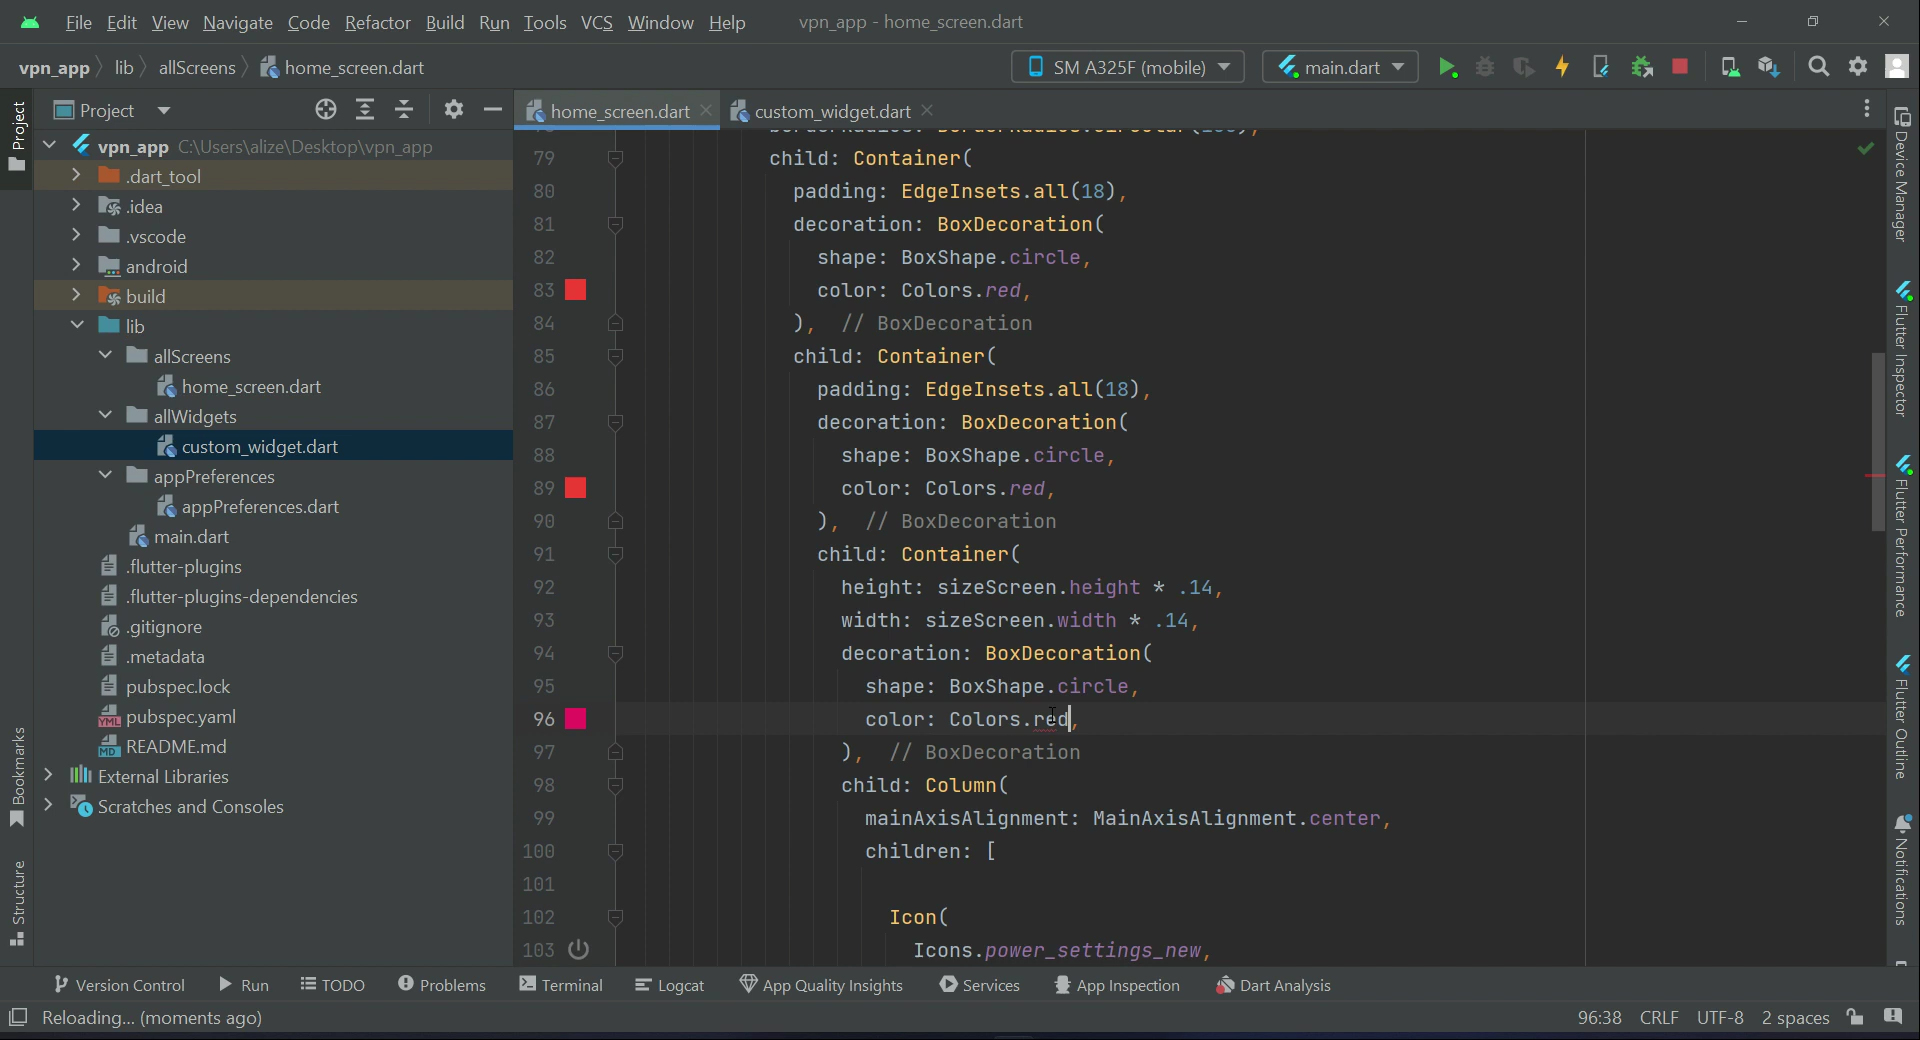 File Edit View Navigate Code Refactor Build Run Tools VCS Window Help vpn_app - home_screen.dart
vpn_app lib allScreens home_screen.dart SM A325F (mobile) main.dart
Project
home_screen.dart custom_widget.dart
vpn_app C:\Users\alize\Desktop\vpn_app
.dart_tool
.idea
.vscode
android
build
lib
allScreens
home_screen.dart
allWidgets
custom_widget.dart
appPreferences
appPreferences.dart
main.dart
.flutter-plugins
.flutter-plugins-dependencies
.gitignore
.metadata
pubspec.lock
pubspec.yaml
README.md
External Libraries
Scratches and Consoles
79 child: Container(
80 padding: EdgeInsets.all(18),
81 decoration: BoxDecoration(
82 shape: BoxShape.circle,
83 color: Colors.red,
84 ), // BoxDecoration
85 child: Container(
86 padding: EdgeInsets.all(18),
87 decoration: BoxDecoration(
88 shape: BoxShape.circle,
89 color: Colors.red,
90 ), // BoxDecoration
91 child: Container(
92 height: sizeScreen.height * .14,
93 width: sizeScreen.width * .14,
94 decoration: BoxDecoration(
95 shape: BoxShape.circle,
96 color: Colors.red,
97 ), // BoxDecoration
98 child: Column(
99 mainAxisAlignment: MainAxisAlignment.center,
100 children: [
101
102 Icon(
103 Icons.power_settings_new,
Project
Bookmarks
Structure
Device Manager
Flutter Inspector
Flutter Performance
Flutter Outline
Notifications
Version Control Run TODO Problems Terminal Logcat App Quality Insights Services App Inspection Dart Analysis
Reloading... (moments ago) 96:38 CRLF UTF-8 2 spaces